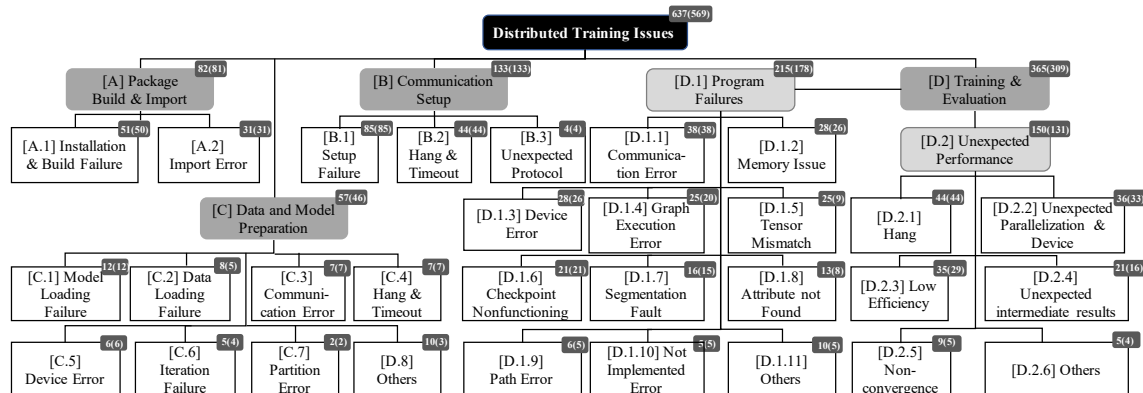 637(569)
Distributed Training Issues
82(81)
[A] Package
Build & Import
133(133)
[B] Communication
Setup
215(178)
[D.1] Program
Failures
365(309)
[D] Training &
Evaluation
51(50)
[A.1] Installation
& Build Failure
31(31)
[A.2]
Import Error
85(85)
[B.1]
Setup
Failure
44(44)
[B.2]
Hang &
Timeout
4(4)
[B.3]
Unexpected
Protocol
38(38)
[D.1.1]
Communica-
tion Error
28(26)
[D.1.2]
Memory Issue
150(131)
[D.2] Unexpected
Performance
57(46)
[C] Data and Model
Preparation
28(26
[D.1.3] Device
Error
25(20)
[D.1.4] Graph
Execution
Error
25(9)
[D.1.5]
Tensor
Mismatch
44(44)
[D.2.1]
Hang
36(33)
[D.2.2] Unexpected
Parallelization &
Device
12(12
[C.1] Model
Loading
Failure
8(5)
[C.2] Data
Loading
Failure
7(7)
[C.3]
Communi-
cation Error
7(7)
[C.4]
Hang &
Timeout
21(21)
[D.1.6]
Checkpoint
Nonfunctioning
16(15)
[D.1.7]
Segmentation
Fault
13(8)
[D.1.8]
Attribute not
Found
35(29)
[D.2.3] Low
Efficiency
21(16)
[D.2.4]
Unexpected
intermediate results
6(6)
[C.5]
Device Error
5(4)
[C.6]
Iteration
Failure
2(2)
[C.7]
Partition
Error
10(3)
[D.8]
Others
6(5)
[D.1.9]
Path Error
5(5)
[D.1.10] Not
Implemented
Error
10(5)
[D.1.11]
Others
9(5)
[D.2.5]
Non-
convergence
5(4)
[D.2.6] Others